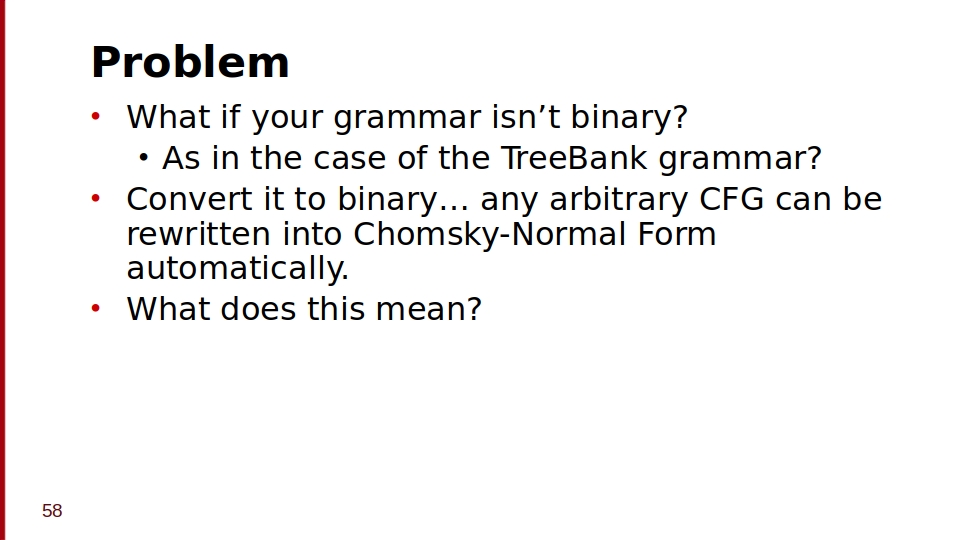 Problem
• What if your grammar isn’t binary?
• As in the case of the TreeBank grammar?
• Convert it to binary… any arbitrary CFG can be
rewritten into Chomsky-Normal Form
automatically.
• What does this mean?
58